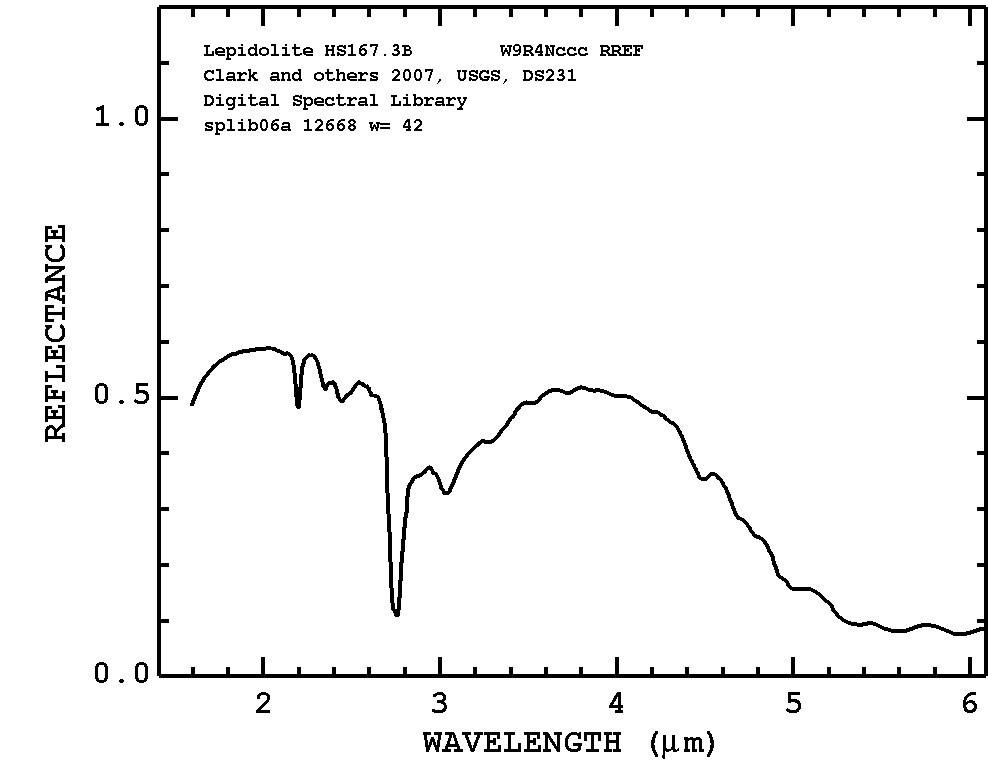 Lepidolite HS167.3B W9R4Nccc RREF
Clark and others 2007, USGS, DS231
Digital Spectral Library
splib06a 12668 w= 42
1.0
0.5
0.0
REFLECTANCE
2 3 4 5 6
WAVELENGTH (μm)